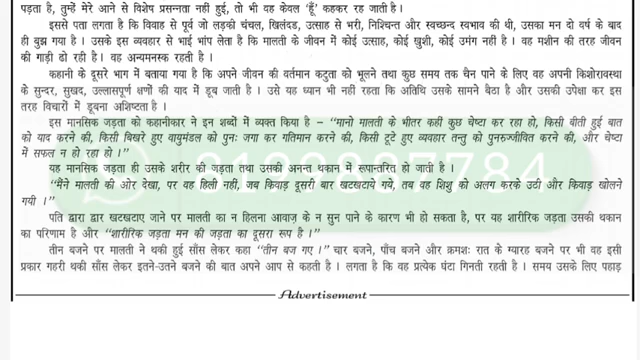 पड़ता है, तुम्हें मेरे आने से विशेष प्रसन्नता नहीं हुई, तो भी वह केवल 'हूँ' कहकर रह जाती है।
इससे पता लगता है कि विवाह से पूर्व जो लड़की चंचल, खिलंदड, उत्साह से भरी, निश्चिन्त और स्वच्छन्द स्वभाव की थी, उसका मन दो वर्ष के बाद
ही बुझ गया है। उसके इस व्यवहार से भाई भांप लेता है कि मालती के जीवन में कोई उत्साह, कोई खुशी, कोई उमंग नहीं है। वह मशीन की तरह जीवन
की गाड़ी ढो रही है। वह अन्यमनस्क रहती है।
कहानी के दूसरे भाग में बताया गया है कि अपने जीवन की वर्तमान कटुता को भूलने तथा कुछ समय तक चैन पाने के लिए वह अपनी किशोरावस्था
के सुन्दर, सुखद, उल्लासपूर्ण क्षणों की याद में डूब जाती है। उसे यह ध्यान भी नहीं रहता कि अतिथि उसके सामने बैठा है और उसकी उपेक्षा कर इस
तरह विचारों में डूबना अशिष्टता है।
इस मानसिक जड़ता को कहानीकार ने इन शब्दों में व्यक्त किया है – "मानो मालती के भीतर कहीं कुछ चेष्टा कर रहा हो, किसी बीती हुई बात
को याद करने की, किसी बिखरे हुए वायुमंडल को पुनः जगा कर गतिमान करने की, किसी टूटे हुए व्यवहार तन्तु को पुनरुज्जीवित करने की, और चेष्टा
में सफल न हो रहा हो।"
यह मानसिक जड़ता ही उसके शरीर की जड़ता तथा उसकी अनन्त थकान में रूपान्तरित हो जाती है।
"मैंने मालती की ओर देखा, पर वह हिली नहीं, जब किवाड़ दूसरी बार खटखटाये गये, तब वह शिशु को अलग करके उठी और किवाड़ खोलने
गयी।"
पति द्वारा द्वार खटखटाए जाने पर मालती का न हिलना आवाज़ के न सुन पाने के कारण भी हो सकता है, पर यह शारीरिक जड़ता उसकी थकान
का परिणाम है और "शारीरिक जड़ता मन की जड़ता का दूसरा रूप है।"
तीन बजने पर मालती ने थकी हुई साँस लेकर कहा "तीन बज गए।" चार बजने, पाँच बजने और क्रमशः रात के ग्यारह बजने पर भी वह इसी
प्रकार गहरी थकी साँस लेकर इतने-उतने बजने की बात अपने आप से कहती है। लगता है कि वह प्रत्येक घंटा गिनती रहती है। समय उसके लिए पहाड़
Advertisement